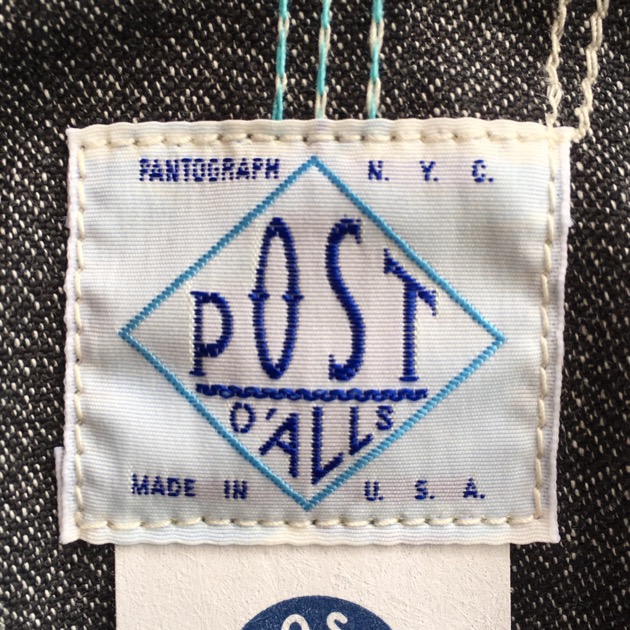 PANTOGRAPH N. Y. C.
POST
O'ALLS
MADE IN U. S. A.